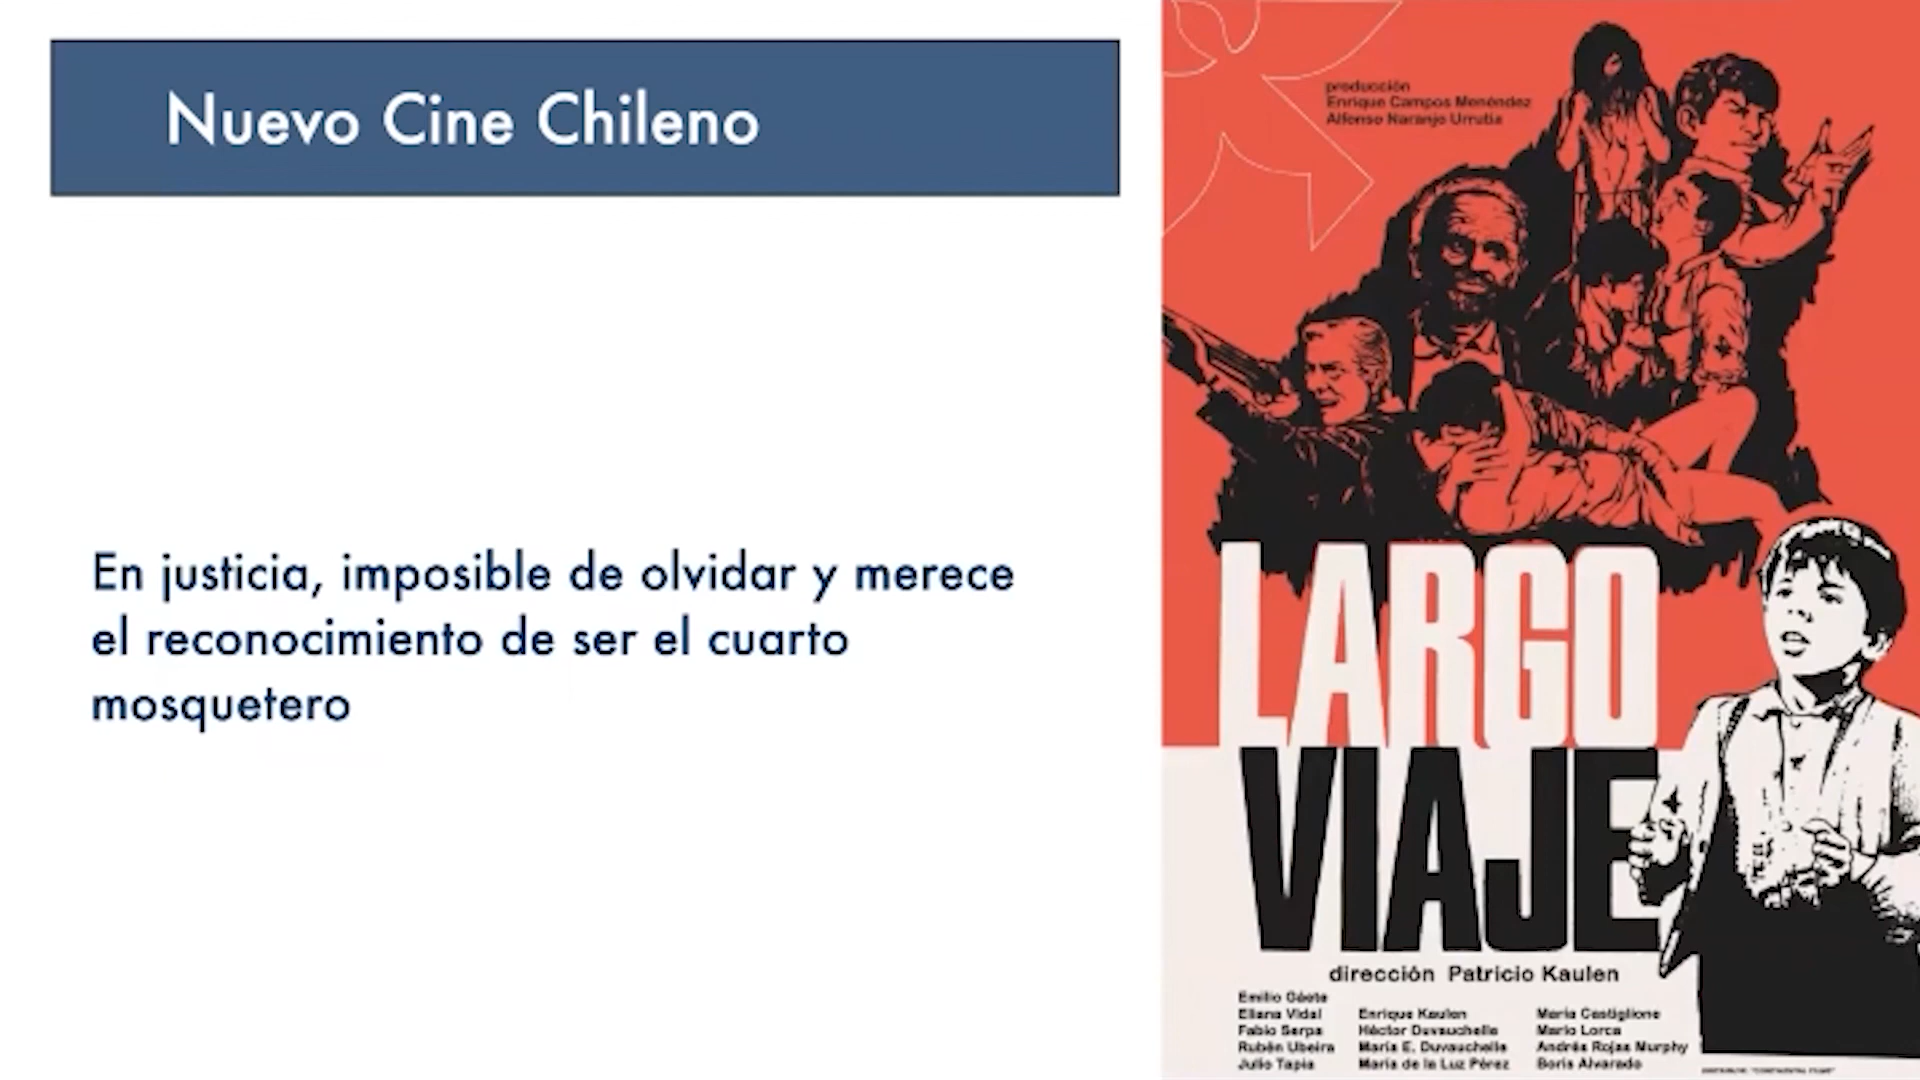 Nuevo Cine Chileno
En justicia, imposible de olvidar y merece
el reconocimiento de ser el cuarto
mosquetero
producción
Enrique Campos Menéndez
Alfonso Naranjo Urrutia
LARGO
VIAJE
dirección Patricio Kaulen
Emilio Gáete
Eliana Vidal
Fabio Serpa
Rubén Ubeira
Julio Tapia
Enrique Kaulen
Héctor Duvauchelle
María E. Duvauchelle
María de la Luz Pérez
María Castiglione
Mario Lorca
Andrés Rojas Murphy
Boris Alvarado